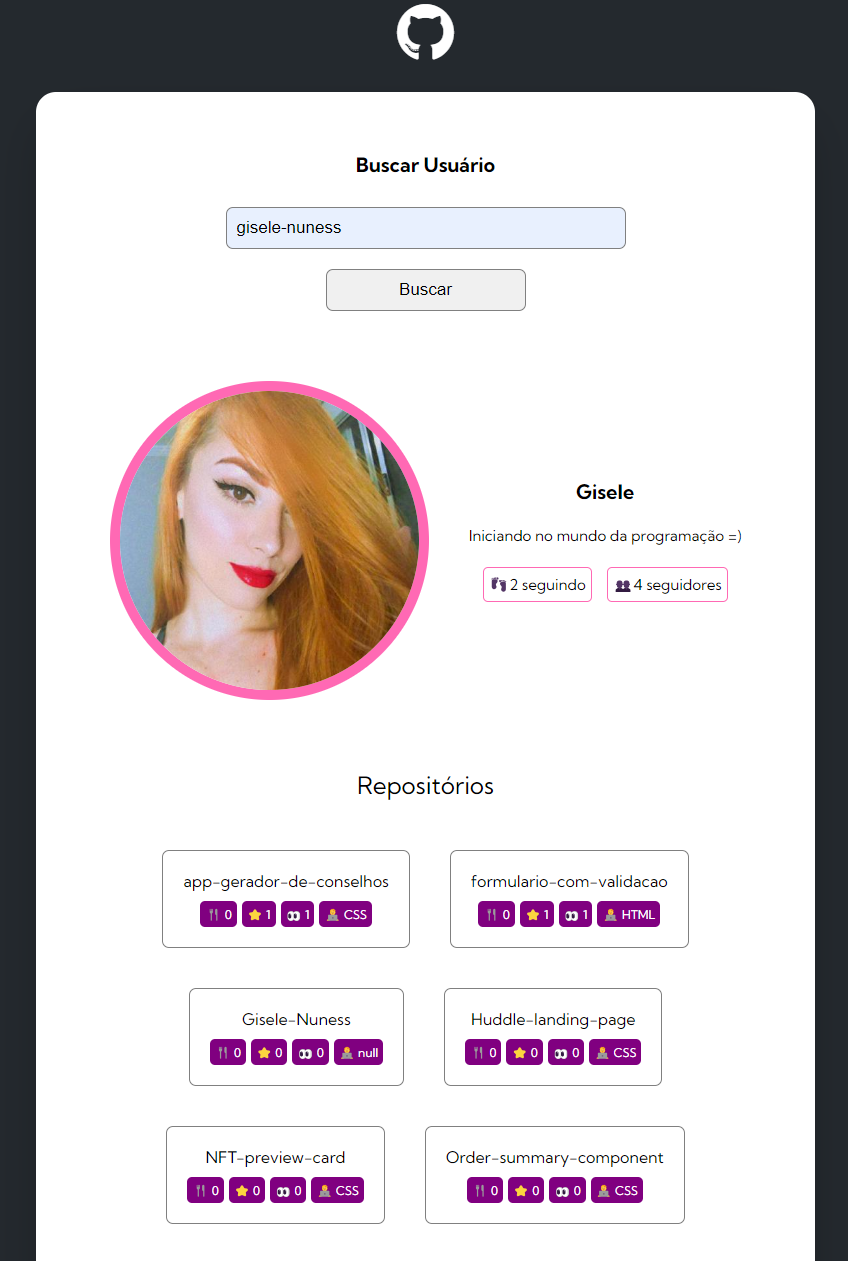 Buscar Usuário
gisele-nuness
Buscar
Gisele
Iniciando no mundo da programação =)
2 seguindo 4 seguidores
Repositórios
app-gerador-de-conselhos
0 1 1 CSS
formulario-com-validacao
0 1 1 HTML
Gisele-Nuness
0 0 0 null
Huddle-landing-page
0 0 0 CSS
NFT-preview-card
0 0 0 CSS
Order-summary-component
0 0 0 CSS